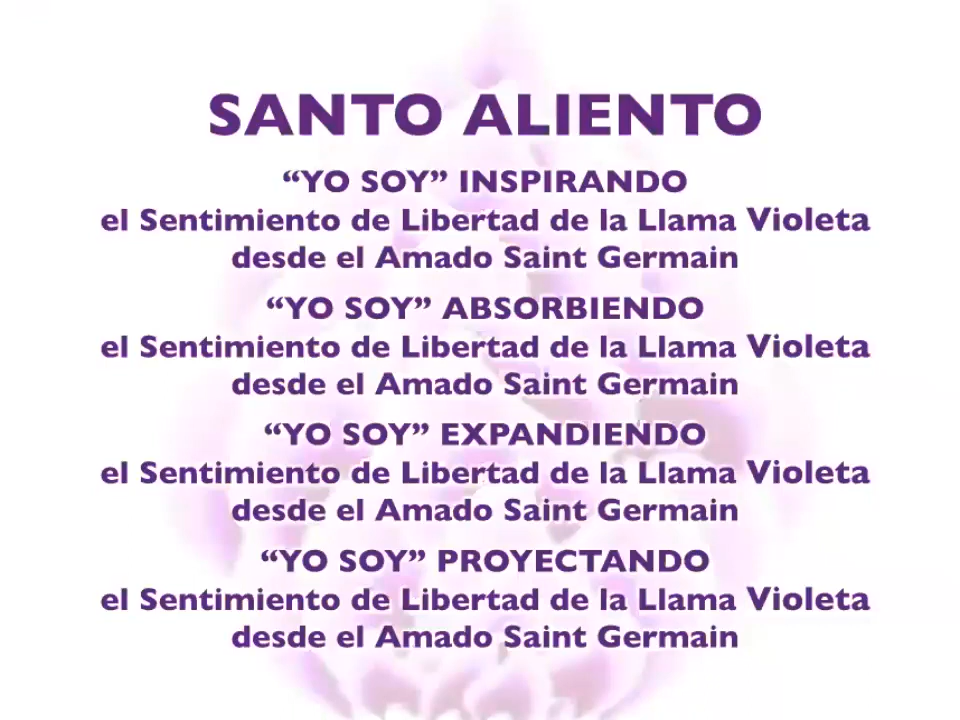 SANTO ALIENTO
“YO SOY” INSPIRANDO
el Sentimiento de Libertad de la Llama Violeta
desde el Amado Saint Germain
“YO SOY” ABSORBIENDO
el Sentimiento de Libertad de la Llama Violeta
desde el Amado Saint Germain
“YO SOY” EXPANDIENDO
el Sentimiento de Libertad de la Llama Violeta
desde el Amado Saint Germain
“YO SOY” PROYECTANDO
el Sentimiento de Libertad de la Llama Violeta
desde el Amado Saint Germain